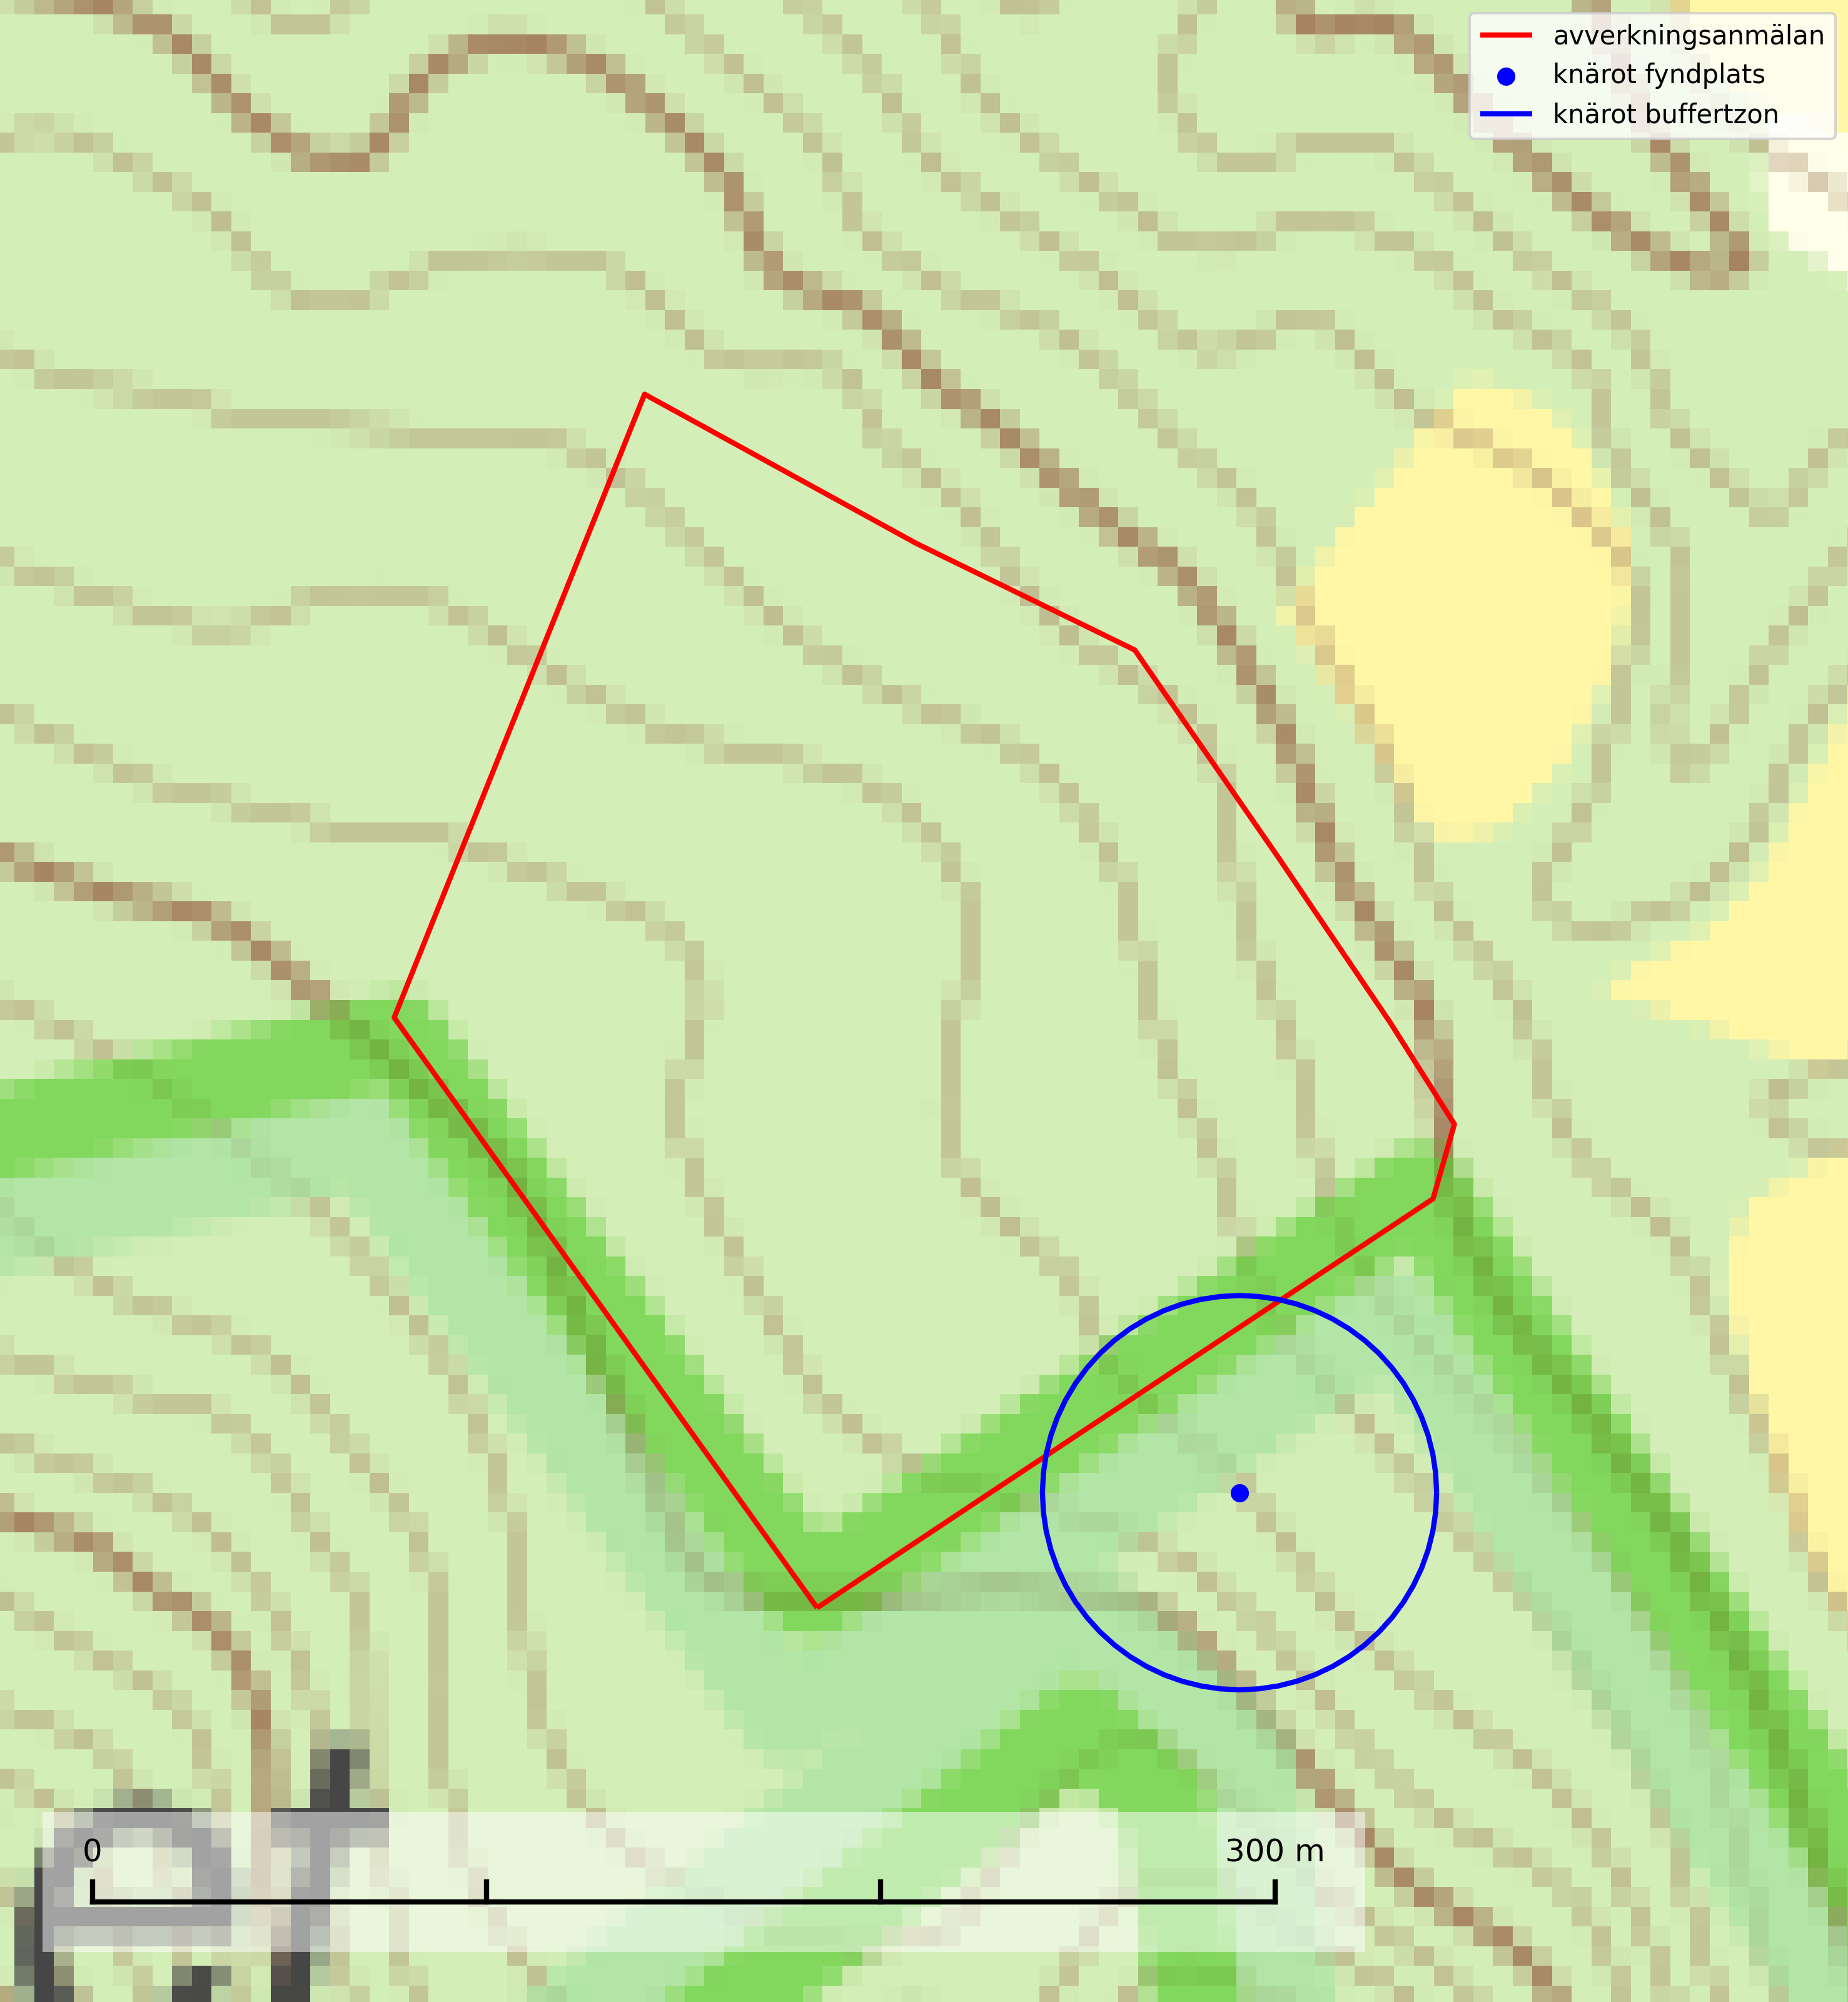 avverkningsanmälan
knärot fyndplats
knärot buffertzon
0 300 m